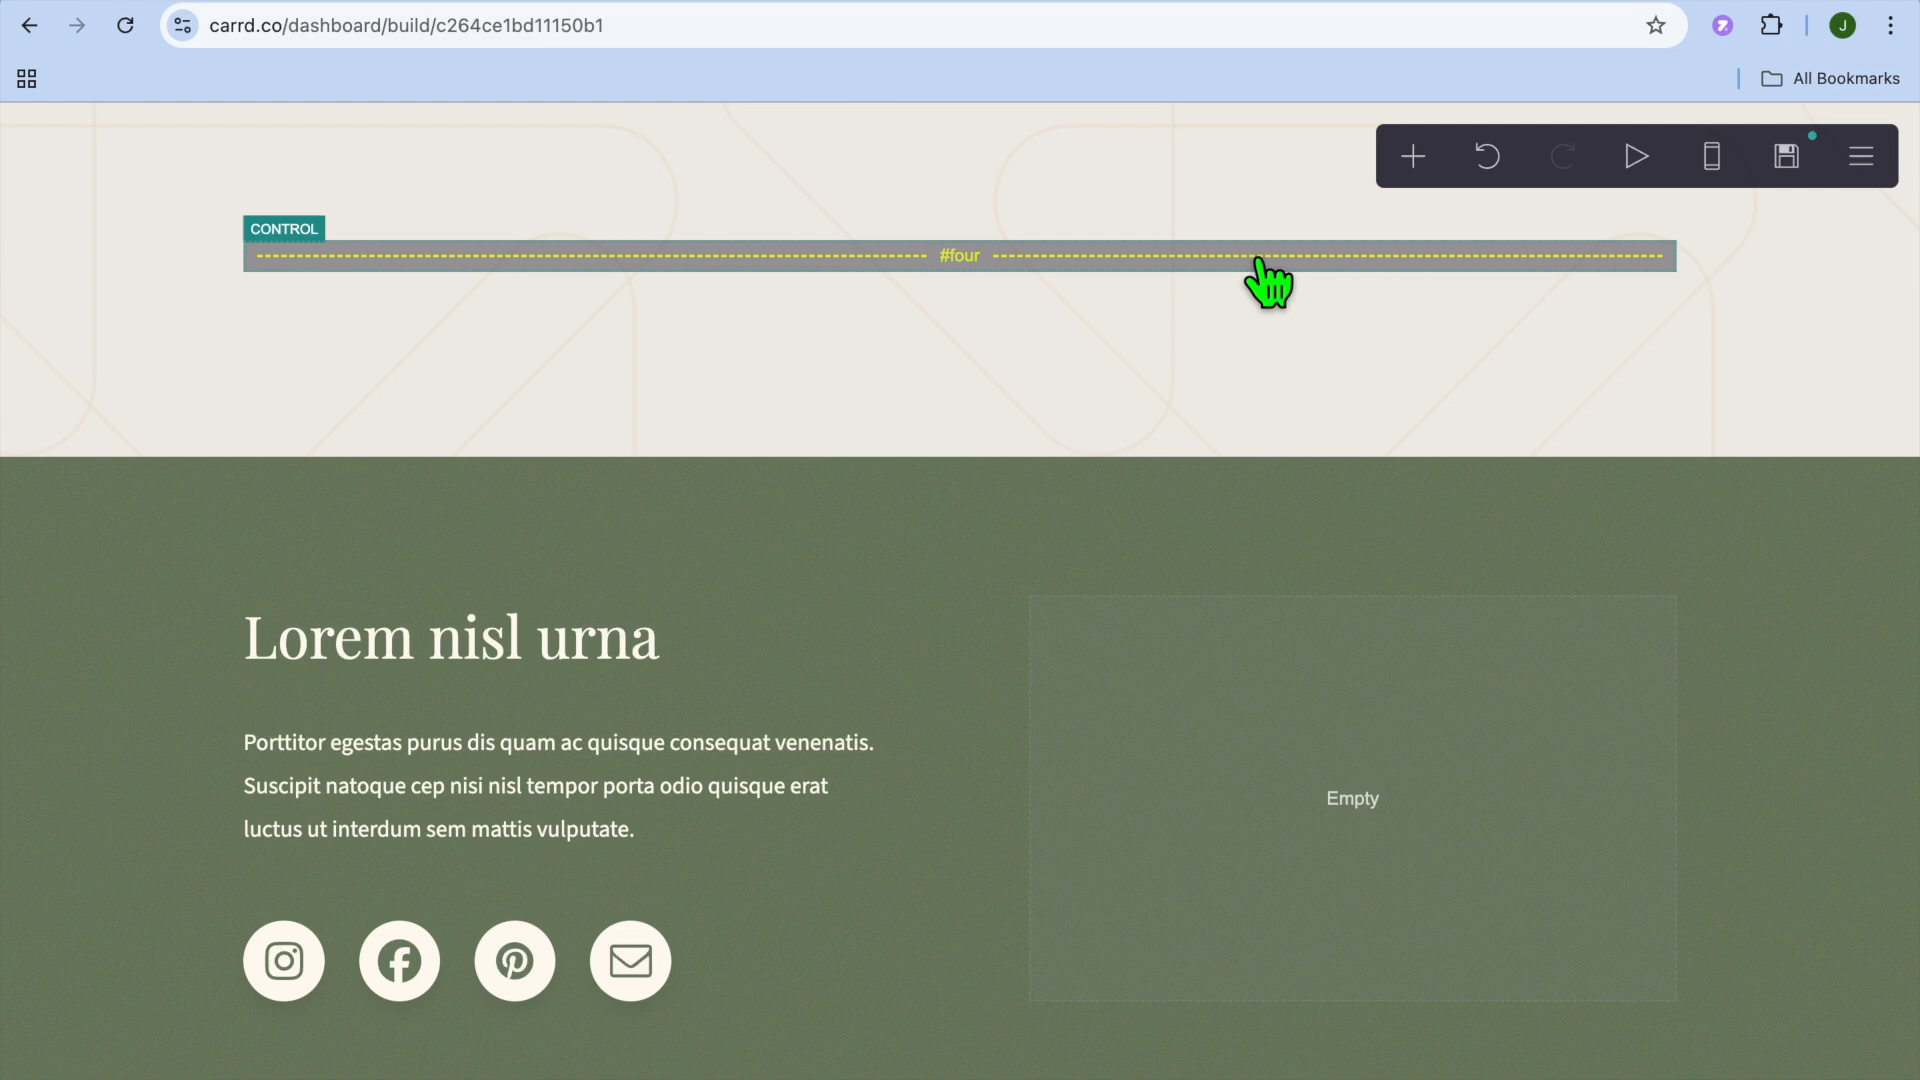 carrd.co/dashboard/build/c264ce1bd11150b1
J
All Bookmarks
CONTROL
#four
Lorem nisl urna
Porttitor egestas purus dis quam ac quisque consequat venenatis.
Suscipit natoque cep nisi nisl tempor porta odio quisque erat
luctus ut interdum sem mattis vulputate.
Empty